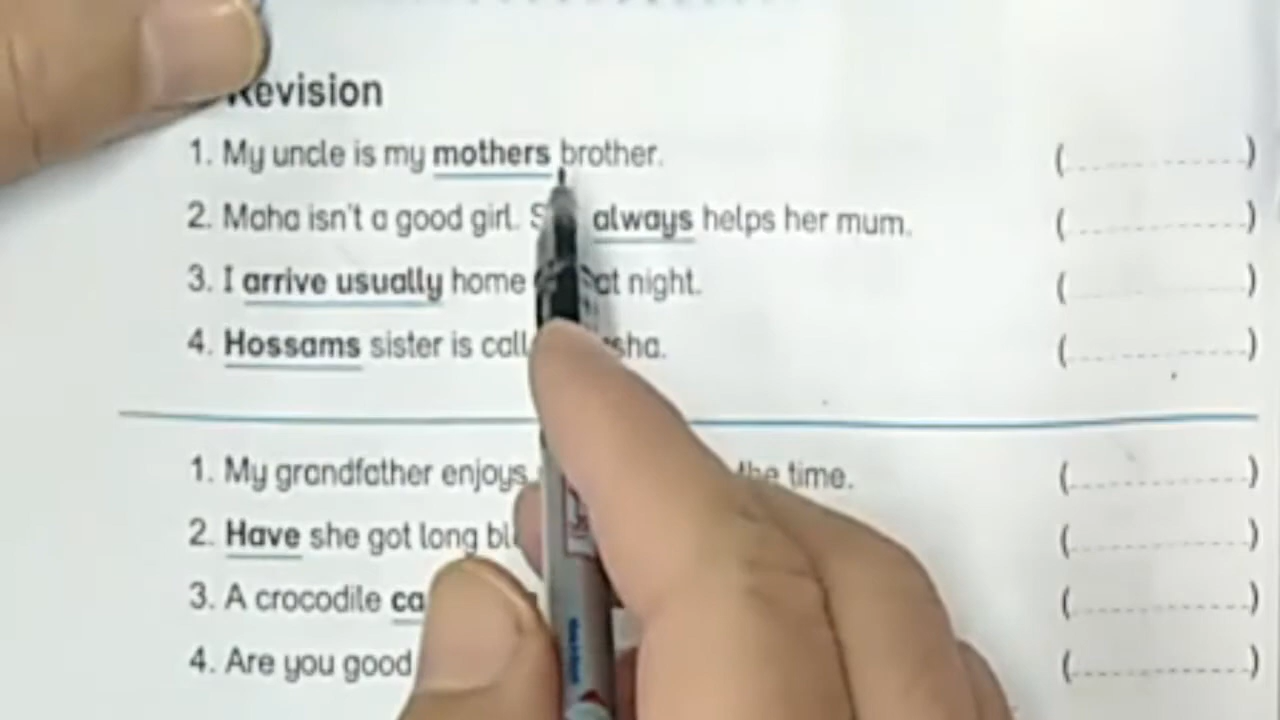 Revision
1. My uncle is my mothers brother. (....................)
2. Maha isn't a good girl. always helps her mum. (....................)
3. I arrive usually home at night. (....................)
4. Hossams sister is (....................)
1. My grandfather enjoys the time. (....................)
2. Have she got long (....................)
3. A crocodile (....................)
4. Are you good (....................)